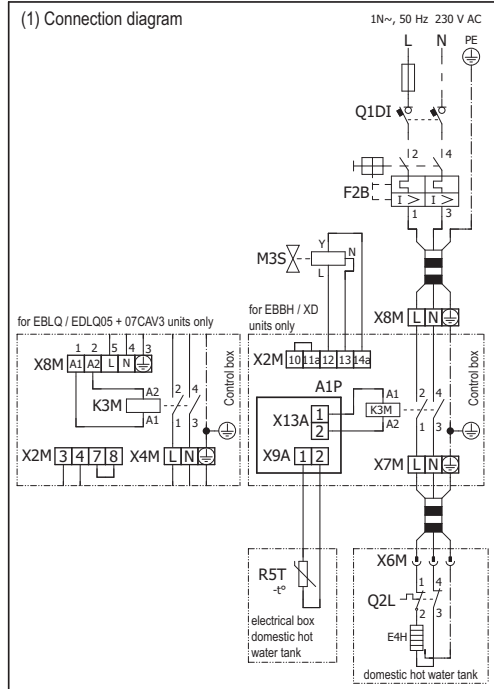 (1) Connection diagram
1N~, 50 Hz 230 V AC
L N PE
Q1DI
2 4
F2B
I > I >
1 3
M3S
Y
N
L
for EBLQ / EDLQ05 + 07CAV3 units only
for EBBH / XD
units only
X8M L N
1 2 5 4 3
X8M A1 A2 L N
X2M 10 11a 12 13 14a
Control box
Control box
A2
K3M
A1
2 4
1 3
A1P
X13A 1
2
A1
K3M
A2
2 4
1 3
X2M 3 4 7 8
X4M L N
X9A 1 2
X7M L N
X6M
R5T
-t°
1 4
Q2L
2 3
E4H
electrical box
domestic hot
water tank
domestic hot water tank